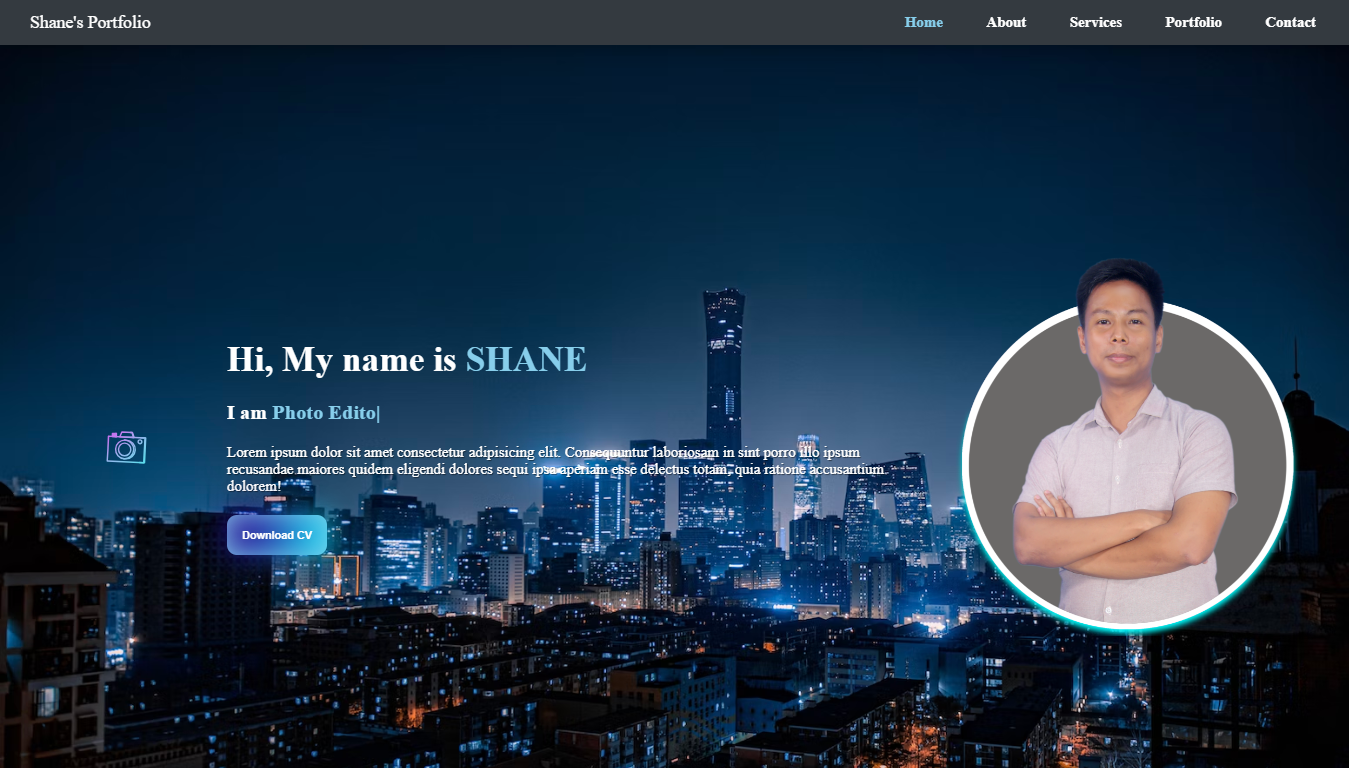 Shane's Portfolio
Home About Services Portfolio Contact
Hi, My name is SHANE
I am Photo Edito|
Lorem ipsum dolor sit amet consectetur adipisicing elit. Consequuntur laboriosam in sint porro illo ipsum
recusandae maiores quidem eligendi dolores sequi ipsa aperiam esse delectus totam, quia ratione accusantium
dolorem!
Download CV